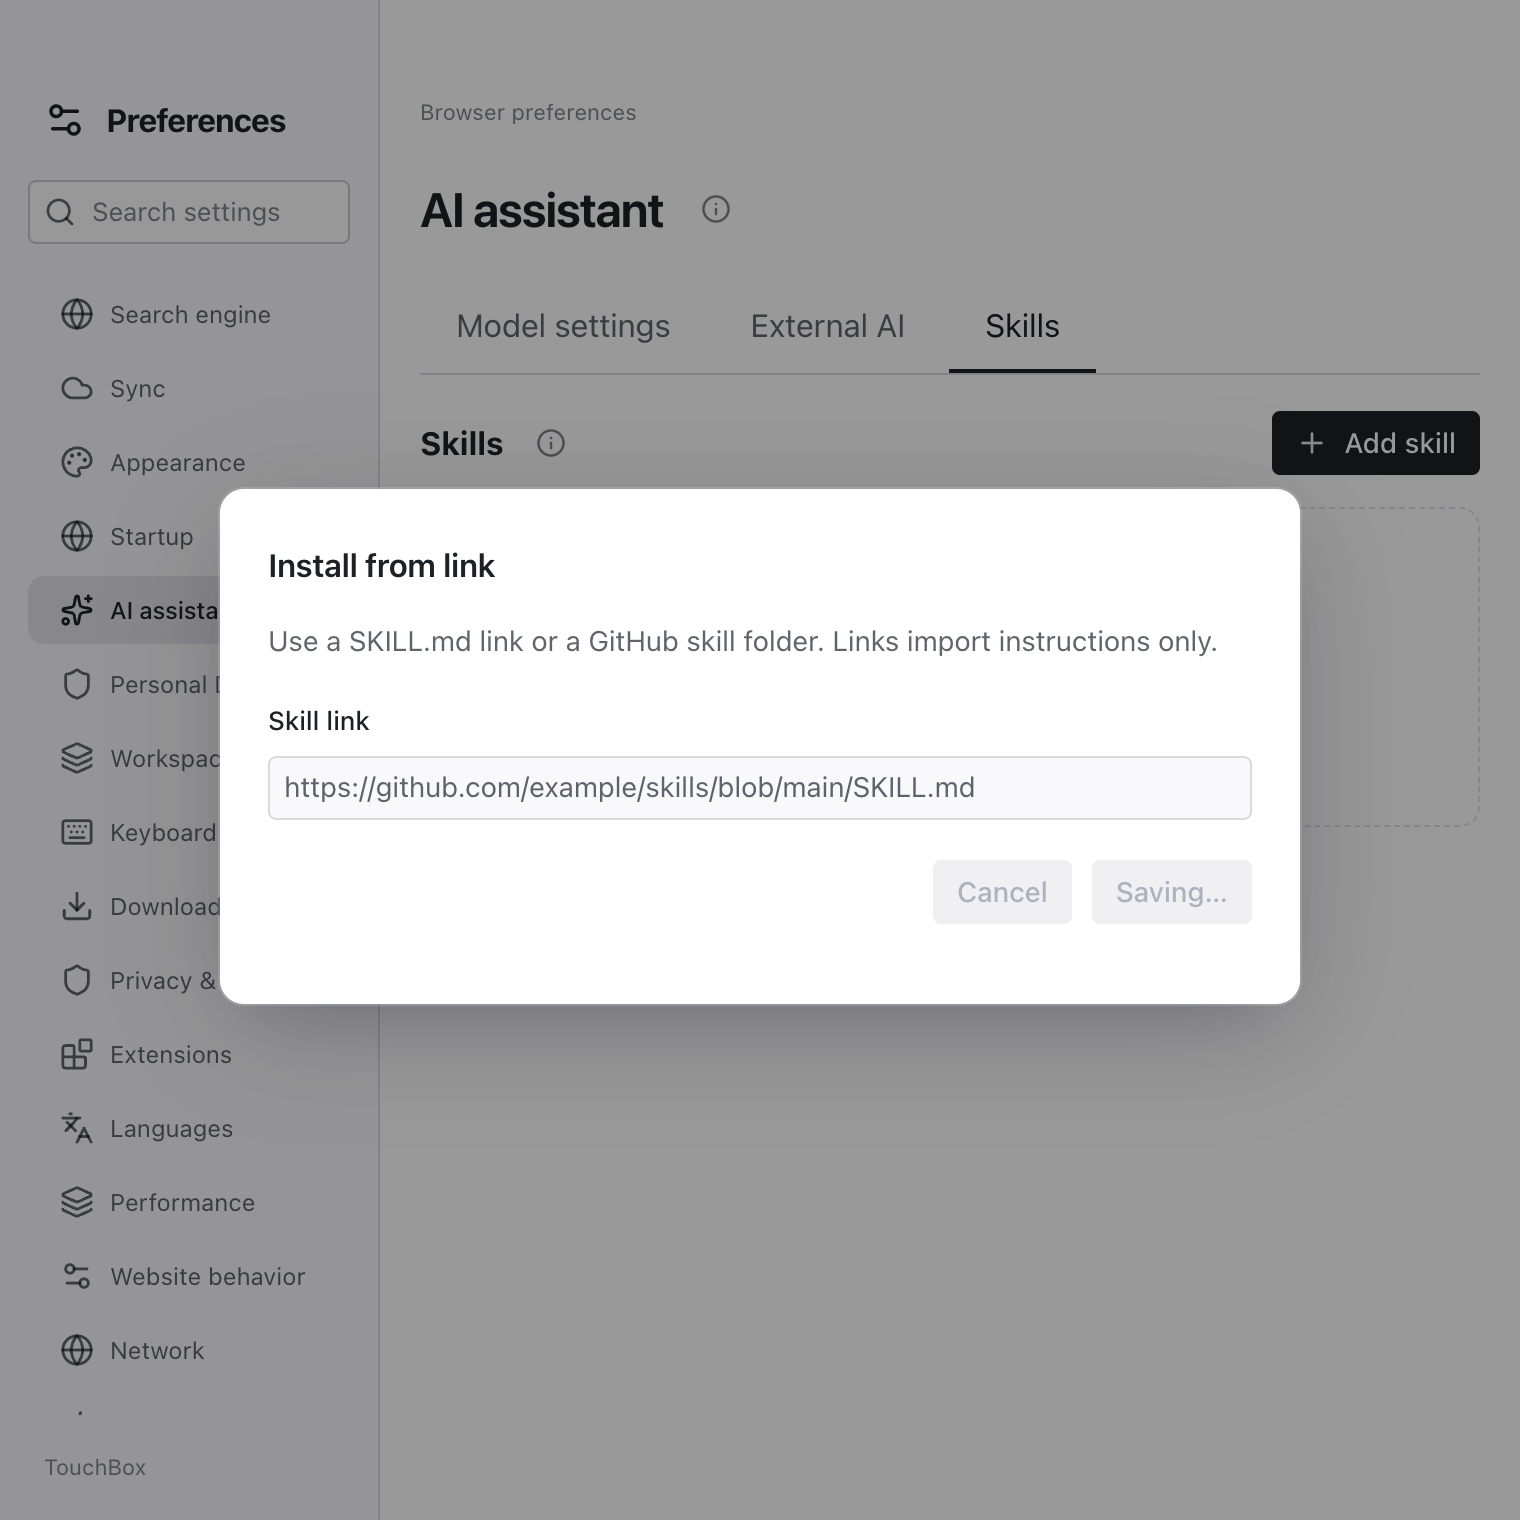 Preferences
Search settings
Search engine
Sync
Appearance
Startup
AI assista
Personal
Workspac
Keyboard
Download
Privacy &
Extensions
Languages
Performance
Website behavior
Network
TouchBox
Browser preferences
AI assistant
Model settings
External AI
Skills
Skills
Add skill
Install from link
Use a SKILL.md link or a GitHub skill folder. Links import instructions only.
Skill link
https://github.com/example/skills/blob/main/SKILL.md
Cancel
Saving...